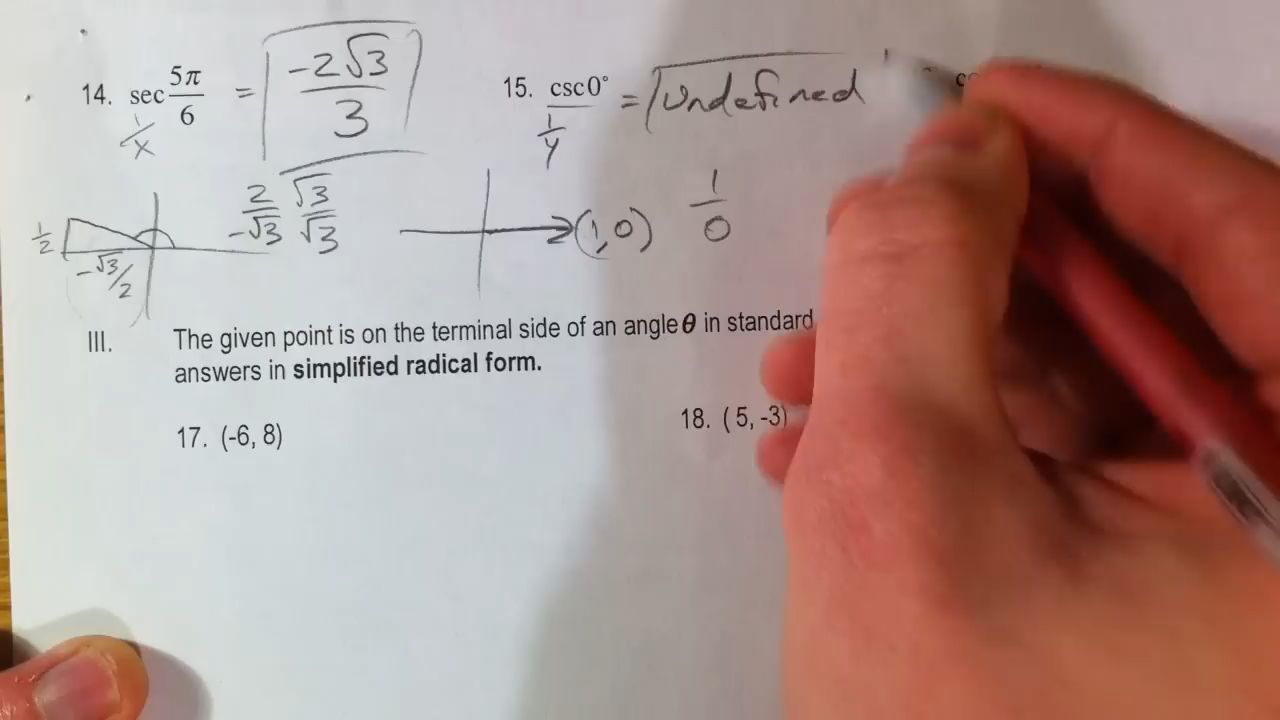 14. sec 5π/6 = -2√3/3
1/x
15. csc0° = Undefined
1/y
co
1/2
-√3/2
2/-√3 √3/√3
(1,0)
1/0
III. The given point is on the terminal side of an angle θ in standard
answers in simplified radical form.
17. (-6, 8)
18. ( 5, -3)